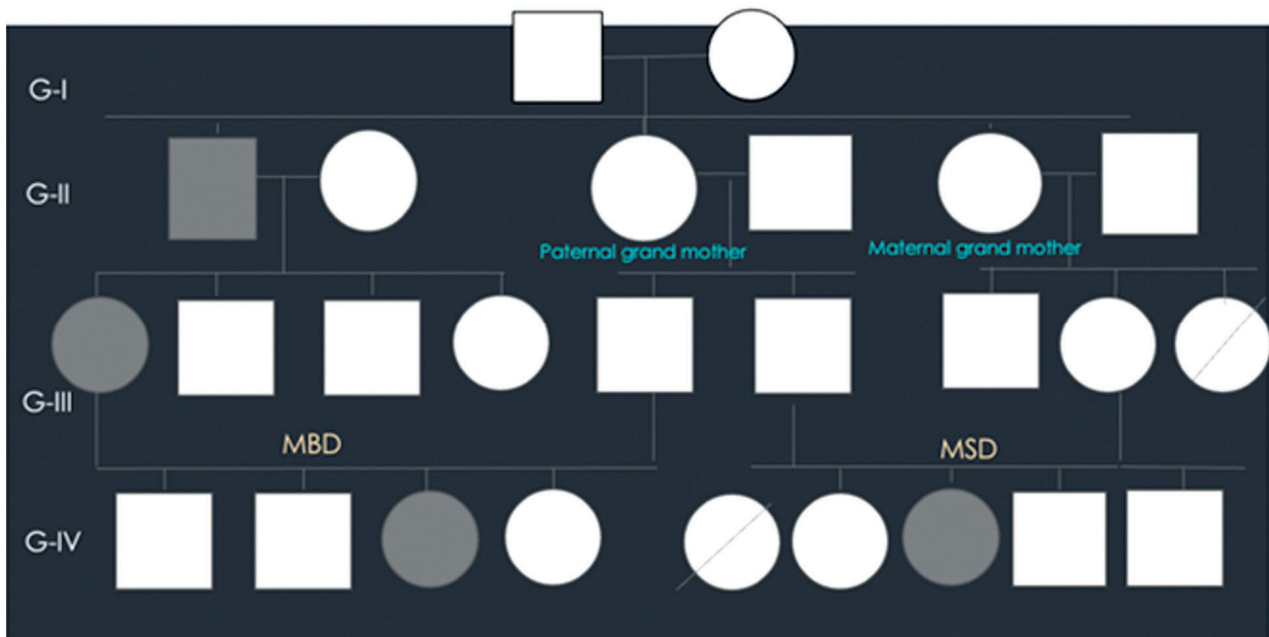 G-I
G-II
Paternal grand mother
Maternal grand mother
G-III
MBD
MSD
G-IV